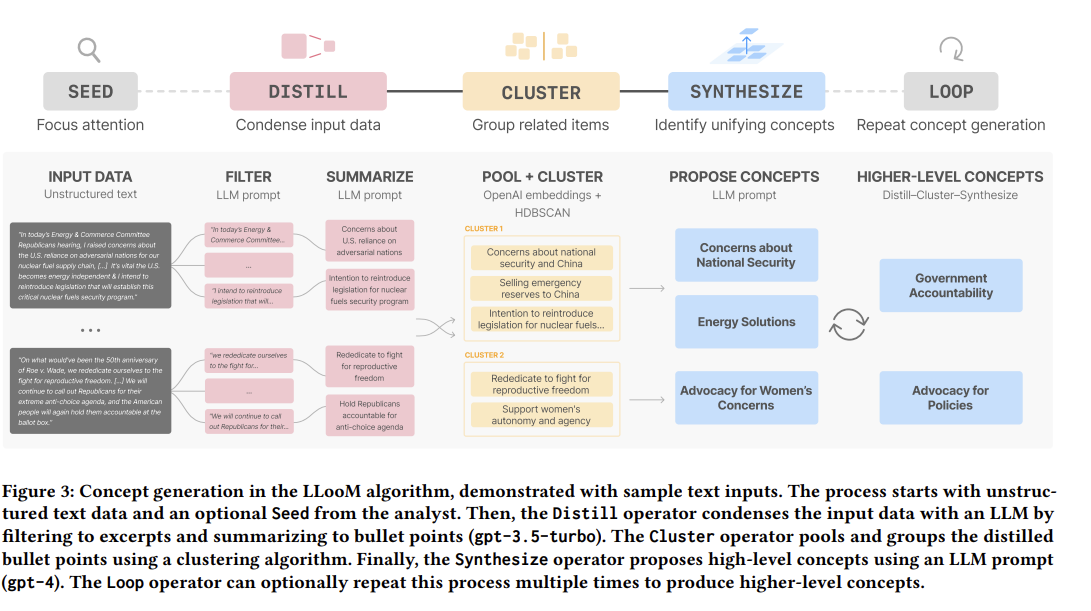 SEED
DISTILL
CLUSTER
SYNTHESIZE
LOOP
Focus attention
Condense input data
Group related items
Identify unifying concepts
Repeat concept generation
INPUT DATA
Unstructured text
"In today's Energy & Commerce Committee
Republicans hearing, I raised concerns about
the U.S. reliance on adversarial nations for our
nuclear fuel supply chain, [...] it's vital the U.S.
becomes energy independent & I intend to
reintroduce legislation that will establish this
critical nuclear fuels security program."
...
"On what would've been the 50th anniversary
of Roe v. Wade, we rededicate ourselves to the
fight for reproductive freedom. [...] We will
continue to call out Republicans for their
extreme anti-choice agenda, and the American
people will again hold them accountable at the
ballot box."
FILTER
LLM prompt
"In today's Energy &
Commerce Committee...
...
"I intend to reintroduce
legislation that will..."
"we rededicate ourselves
to the fight for...
...
"We will continue to call
out Republicans for their...
SUMMARIZE
LLM prompt
Concerns about
U.S. reliance on
adversarial nations
Intention to reintroduce
legislation for nuclear
fuels security program
Rededicate to fight
for reproductive
freedom
Hold Republicans
accountable for
anti-choice agenda
POOL + CLUSTER
OpenAI embeddings +
HDBSCAN
CLUSTER 1
Concerns about national
security and China
Selling emergency
reserves to China
Intention to reintroduce
legislation for nuclear fuels...
CLUSTER 2
Rededicate to fight for
reproductive freedom
Support women's
autonomy and agency
PROPOSE CONCEPTS
LLM prompt
Concerns about
National Security
Energy Solutions
Advocacy for Women's
Concerns
HIGHER-LEVEL CONCEPTS
Distill–Cluster–Synthesize
Government
Accountability
Advocacy for
Policies
Figure 3: Concept generation in the LLooM algorithm, demonstrated with sample text inputs. The process starts with unstruc-
tured text data and an optional Seed from the analyst. Then, the Distill operator condenses the input data with an LLM by
filtering to excerpts and summarizing to bullet points (gpt-3.5-turbo). The Cluster operator pools and groups the distilled
bullet points using a clustering algorithm. Finally, the Synthesize operator proposes high-level concepts using an LLM prompt
(gpt-4). The Loop operator can optionally repeat this process multiple times to produce higher-level concepts.